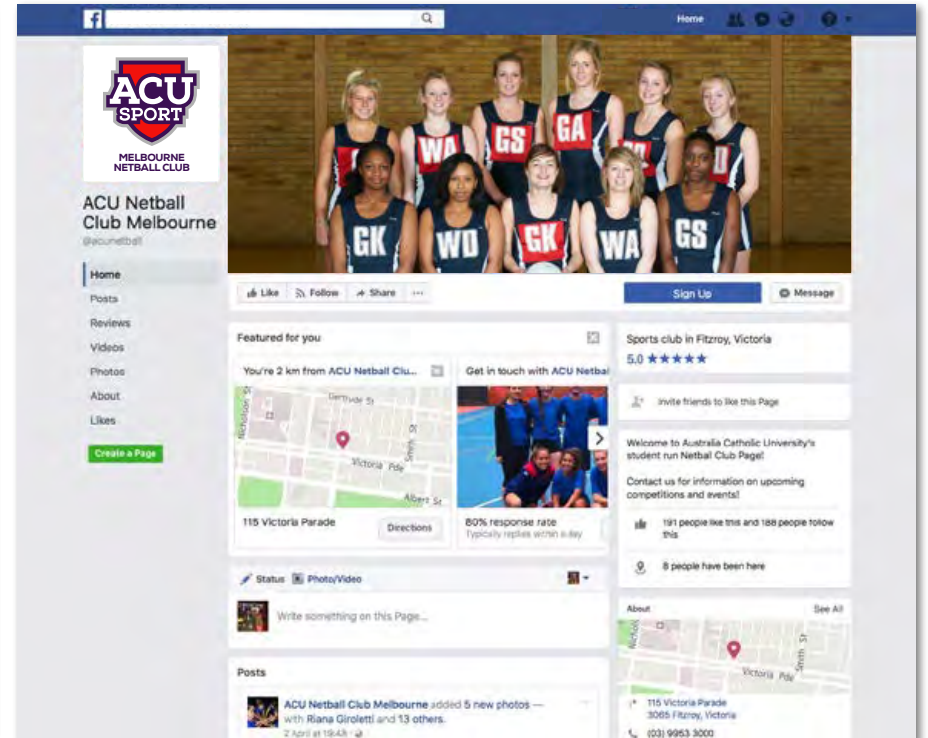 f
Home
ACU
SPORT
MELBOURNE
NETBALL CLUB
ACU Netball
Club Melbourne
@acunetball
Home
Posts
Reviews
Videos
Photos
About
Likes
Create a Page
WA
GS
GA
D
GK
WD
GK
WA
GS
Like Follow Share ...
Sign Up
Message
Featured for you
You're 2 km from ACU Netball Clu...
Nicholson St
Gertrude St
Smith St
Victoria Pde
Albert St
115 Victoria Parade
Directions
Get in touch with ACU Netbal
80% response rate
Typically replies within a day
Status Photo/Video
Write something on this Page...
Posts
ACU Netball Club Melbourne added 5 new photos —
with Riana Giroletti and 13 others.
2 April at 19:48
Sports club in Fitzroy, Victoria
5.0 ★★★★★
Invite friends to like this Page
Welcome to Australia Catholic University's
student run Netbal Club Page!
Contact us for information on upcoming
competitions and events!
191 people like this and 188 people follow
this
8 people have been here
About See All
Smith St
Victoria Pde
115 Victoria Parade
3065 Fitzroy, Victoria
(03) 9953 3000